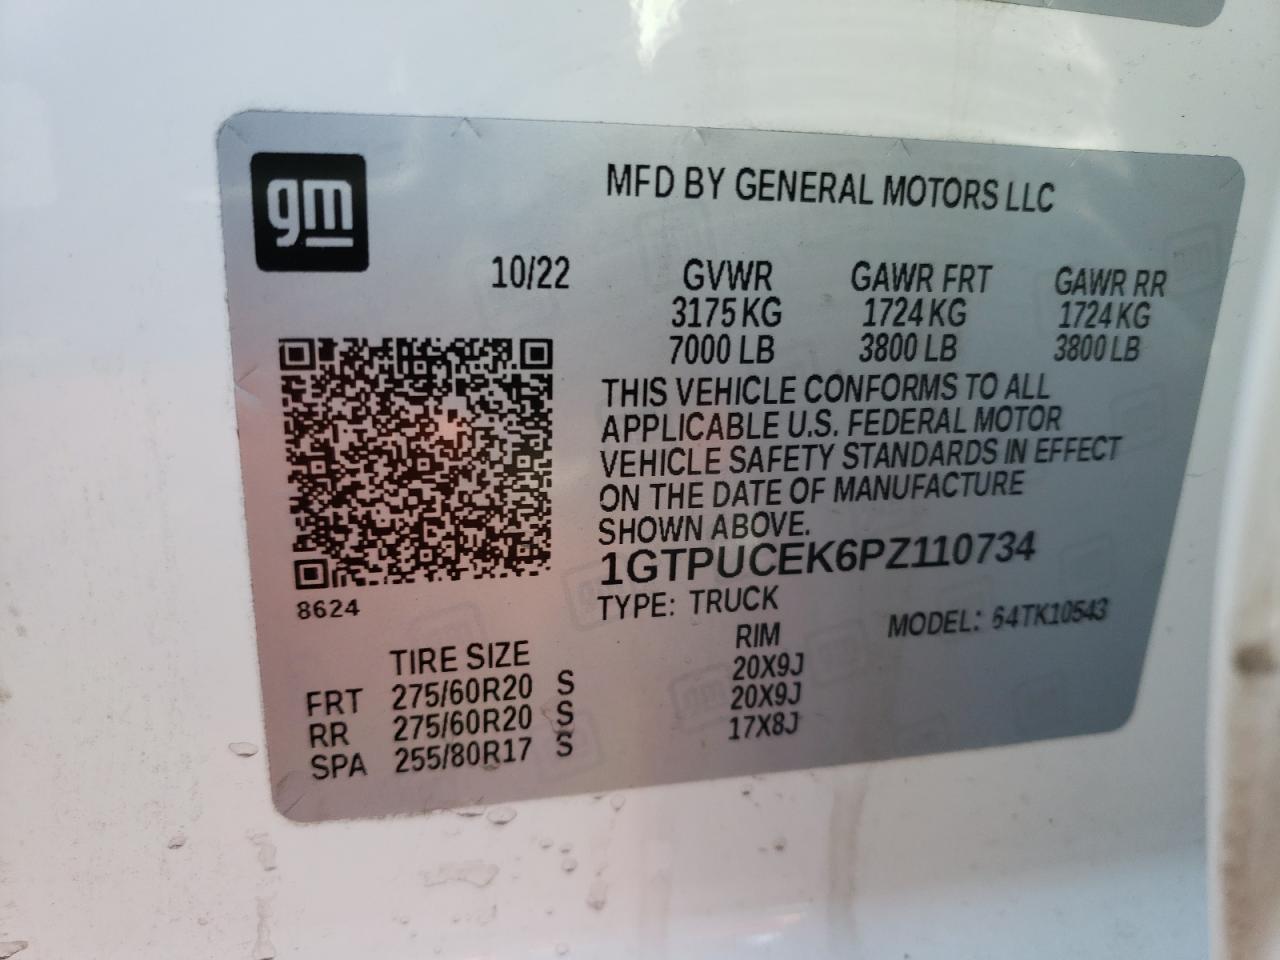 gm
MFD BY GENERAL MOTORS LLC
10/22 GVWR GAWR FRT GAWR RR
3175 KG 1724 KG 1724 KG
7000 LB 3800 LB 3800 LB
THIS VEHICLE CONFORMS TO ALL
APPLICABLE U.S. FEDERAL MOTOR
VEHICLE SAFETY STANDARDS IN EFFECT
ON THE DATE OF MANUFACTURE
SHOWN ABOVE.
1GTPUCEK6PZ110734
8624
TYPE: TRUCK MODEL: 64TK10543
TIRE SIZE RIM
FRT 275/60R20 S 20X9J
RR 275/60R20 S 20X9J
SPA 255/80R17 S 17X8J